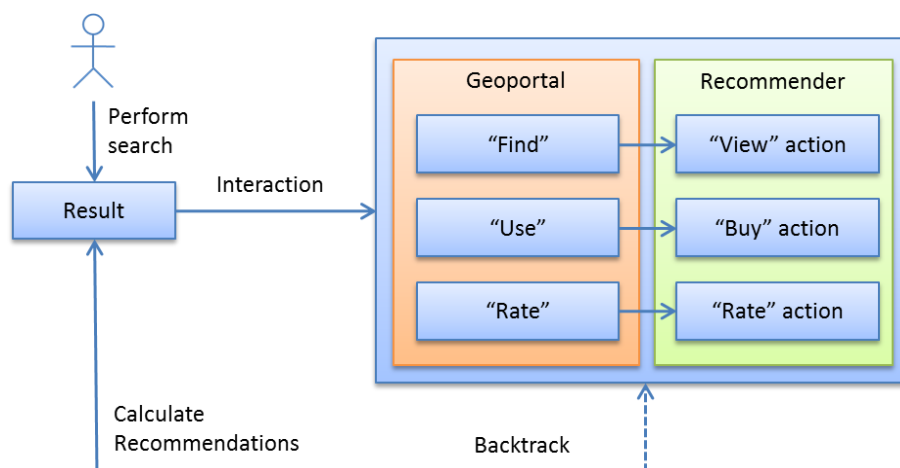 Perform
search
Result
Interaction
Geoportal
Recommender
“Find”
“View” action
“Use”
“Buy” action
“Rate”
“Rate” action
Calculate
Recommendations
Backtrack